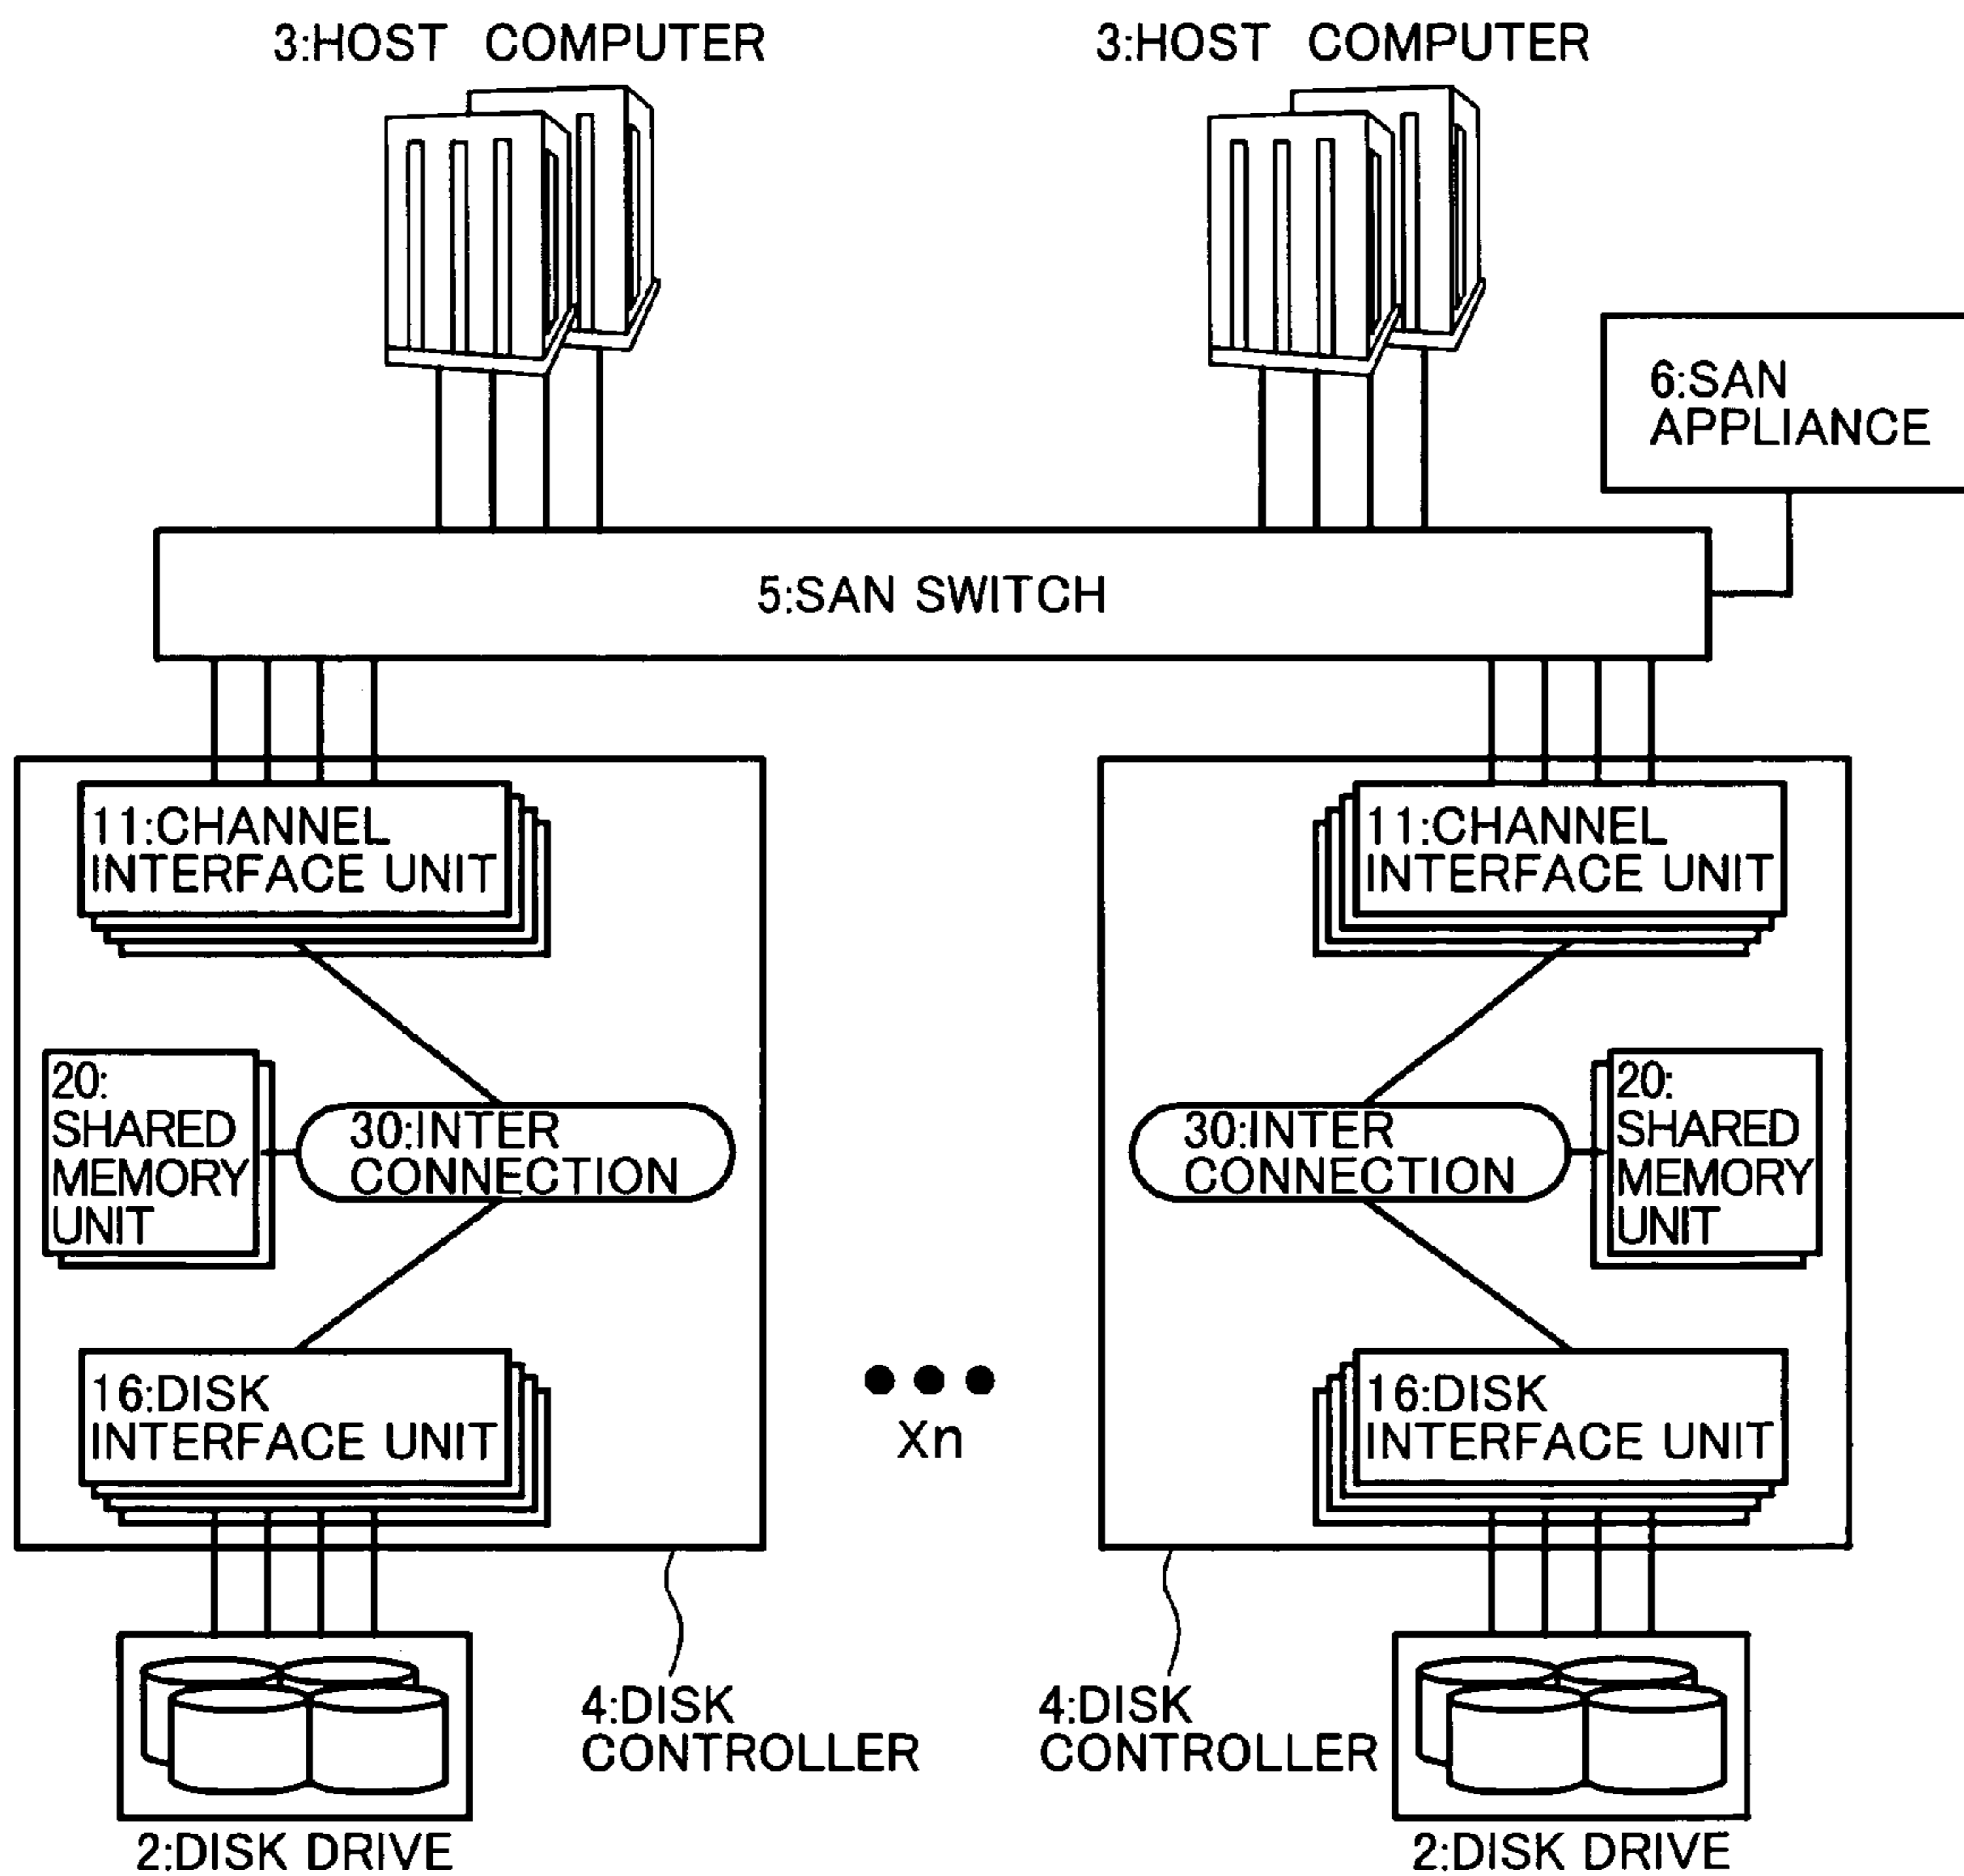 3:HOST COMPUTER
3:HOST COMPUTER
6:SAN
APPLIANCE
5:SAN SWITCH
11:CHANNEL
INTERFACE UNIT
11:CHANNEL
INTERFACE UNIT
20:
SHARED
MEMORY
UNIT
30:INTER
CONNECTION
30:INTER
CONNECTION
20:
SHARED
MEMORY
UNIT
16:DISK
INTERFACE UNIT
Xn
16:DISK
INTERFACE UNIT
4:DISK
CONTROLLER
4:DISK
CONTROLLER
2:DISK DRIVE
2:DISK DRIVE